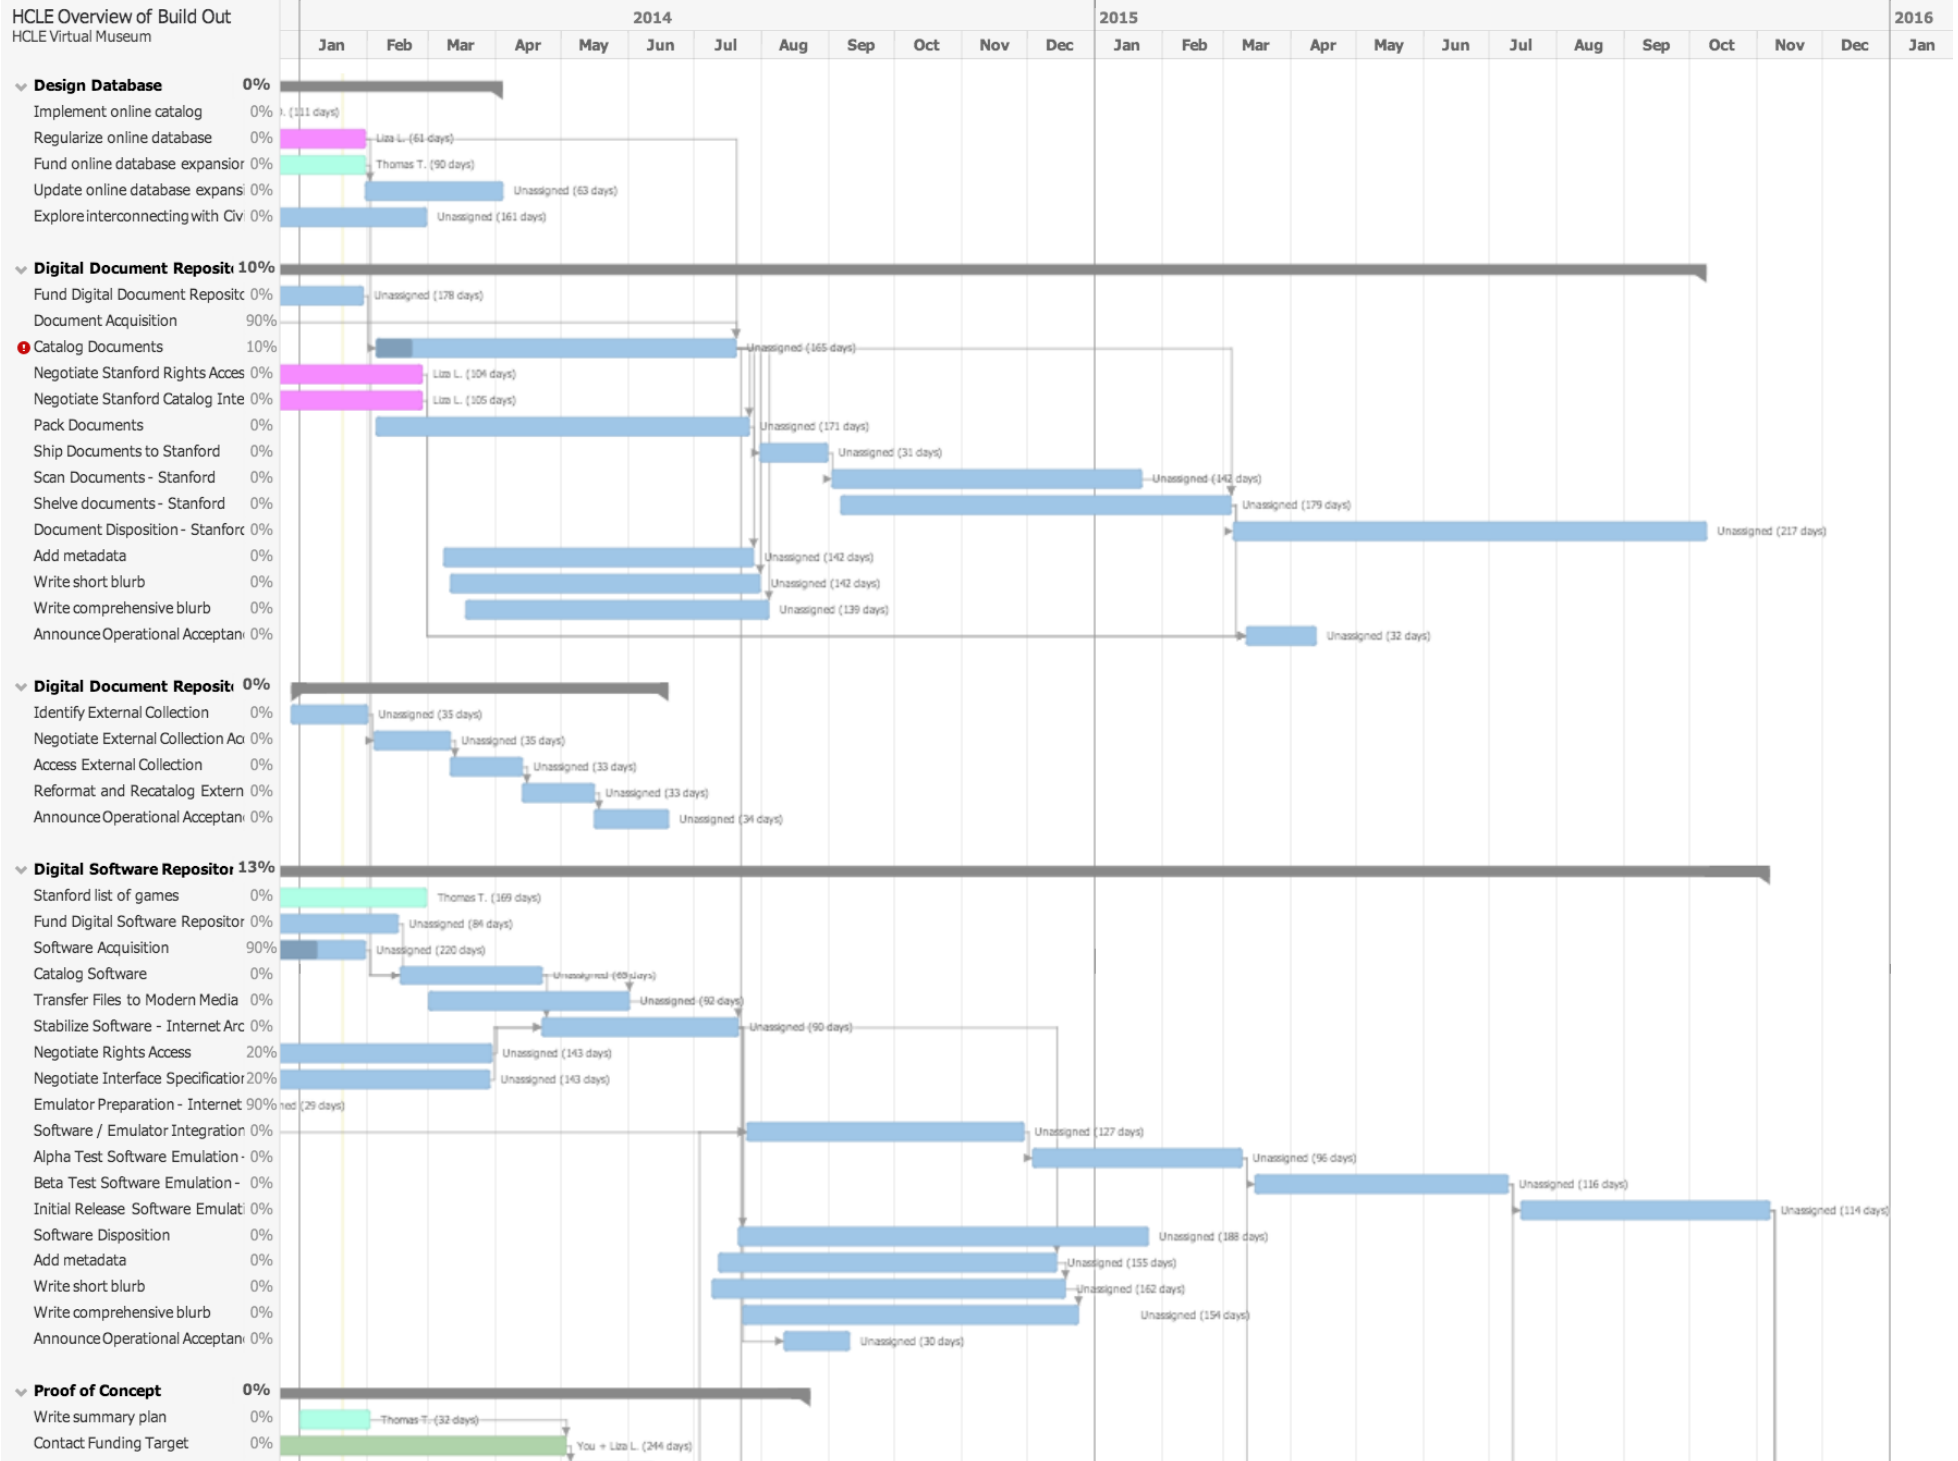 HCLE Overview of Build Out
HCLE Virtual Museum
2014 2015 2016
Jan Feb Mar Apr May Jun Jul Aug Sep Oct Nov Dec Jan Feb Mar Apr May Jun Jul Aug Sep Oct Nov Dec Jan
Design Database 0%
Implement online catalog 0% . (111 days)
Regularize online database 0% Liza L. (61 days)
Fund online database expansion 0% Thomas T. (90 days)
Update online database expansi 0% Unassigned (63 days)
Explore interconnecting with Civ 0% Unassigned (161 days)
Digital Document Reposit 10%
Fund Digital Document Reposito 0% Unassigned (178 days)
Document Acquisition 90%
Catalog Documents 10% Unassigned (165 days)
Negotiate Stanford Rights Acces 0% Liza L. (104 days)
Negotiate Stanford Catalog Inte 0% Liza L. (105 days)
Pack Documents 0% Unassigned (171 days)
Ship Documents to Stanford 0% Unassigned (31 days)
Scan Documents - Stanford 0% Unassigned (142 days)
Shelve documents - Stanford 0% Unassigned (179 days)
Document Disposition - Stanford 0% Unassigned (217 days)
Add metadata 0% Unassigned (142 days)
Write short blurb 0% Unassigned (142 days)
Write comprehensive blurb 0% Unassigned (139 days)
Announce Operational Acceptan 0% Unassigned (32 days)
Digital Document Reposit 0%
Identify External Collection 0% Unassigned (35 days)
Negotiate External Collection Ac 0% Unassigned (35 days)
Access External Collection 0% Unassigned (33 days)
Reformat and Recatalog Extern 0% Unassigned (33 days)
Announce Operational Acceptan 0% Unassigned (34 days)
Digital Software Repositor 13%
Stanford list of games 0% Thomas T. (169 days)
Fund Digital Software Repositor 0% Unassigned (84 days)
Software Acquisition 90% Unassigned (220 days)
Catalog Software 0% Unassigned days)
Transfer Files to Modern Media 0% Unassigned (92 days)
Stabilize Software - Internet Arc 0% Unassigned (90 days)
Negotiate Rights Access 20% Unassigned (143 days)
Negotiate Interface Specification 20% Unassigned (143 days)
Emulator Preparation - Internet 90% ned (29 days)
Software / Emulator Integration 0% Unassigned (127 days)
Alpha Test Software Emulation - 0% Unassigned (96 days)
Beta Test Software Emulation - 0% Unassigned (116 days)
Initial Release Software Emulati 0% Unassigned (114 days)
Software Disposition 0% Unassigned (188 days)
Add metadata 0% Unassigned (155 days)
Write short blurb 0% Unassigned (162 days)
Write comprehensive blurb 0% Unassigned (154 days)
Announce Operational Acceptan 0% Unassigned (30 days)
Proof of Concept 0%
Write summary plan 0% Thomas T. (32 days)
Contact Funding Target 0% You + Liza L. (244 days)